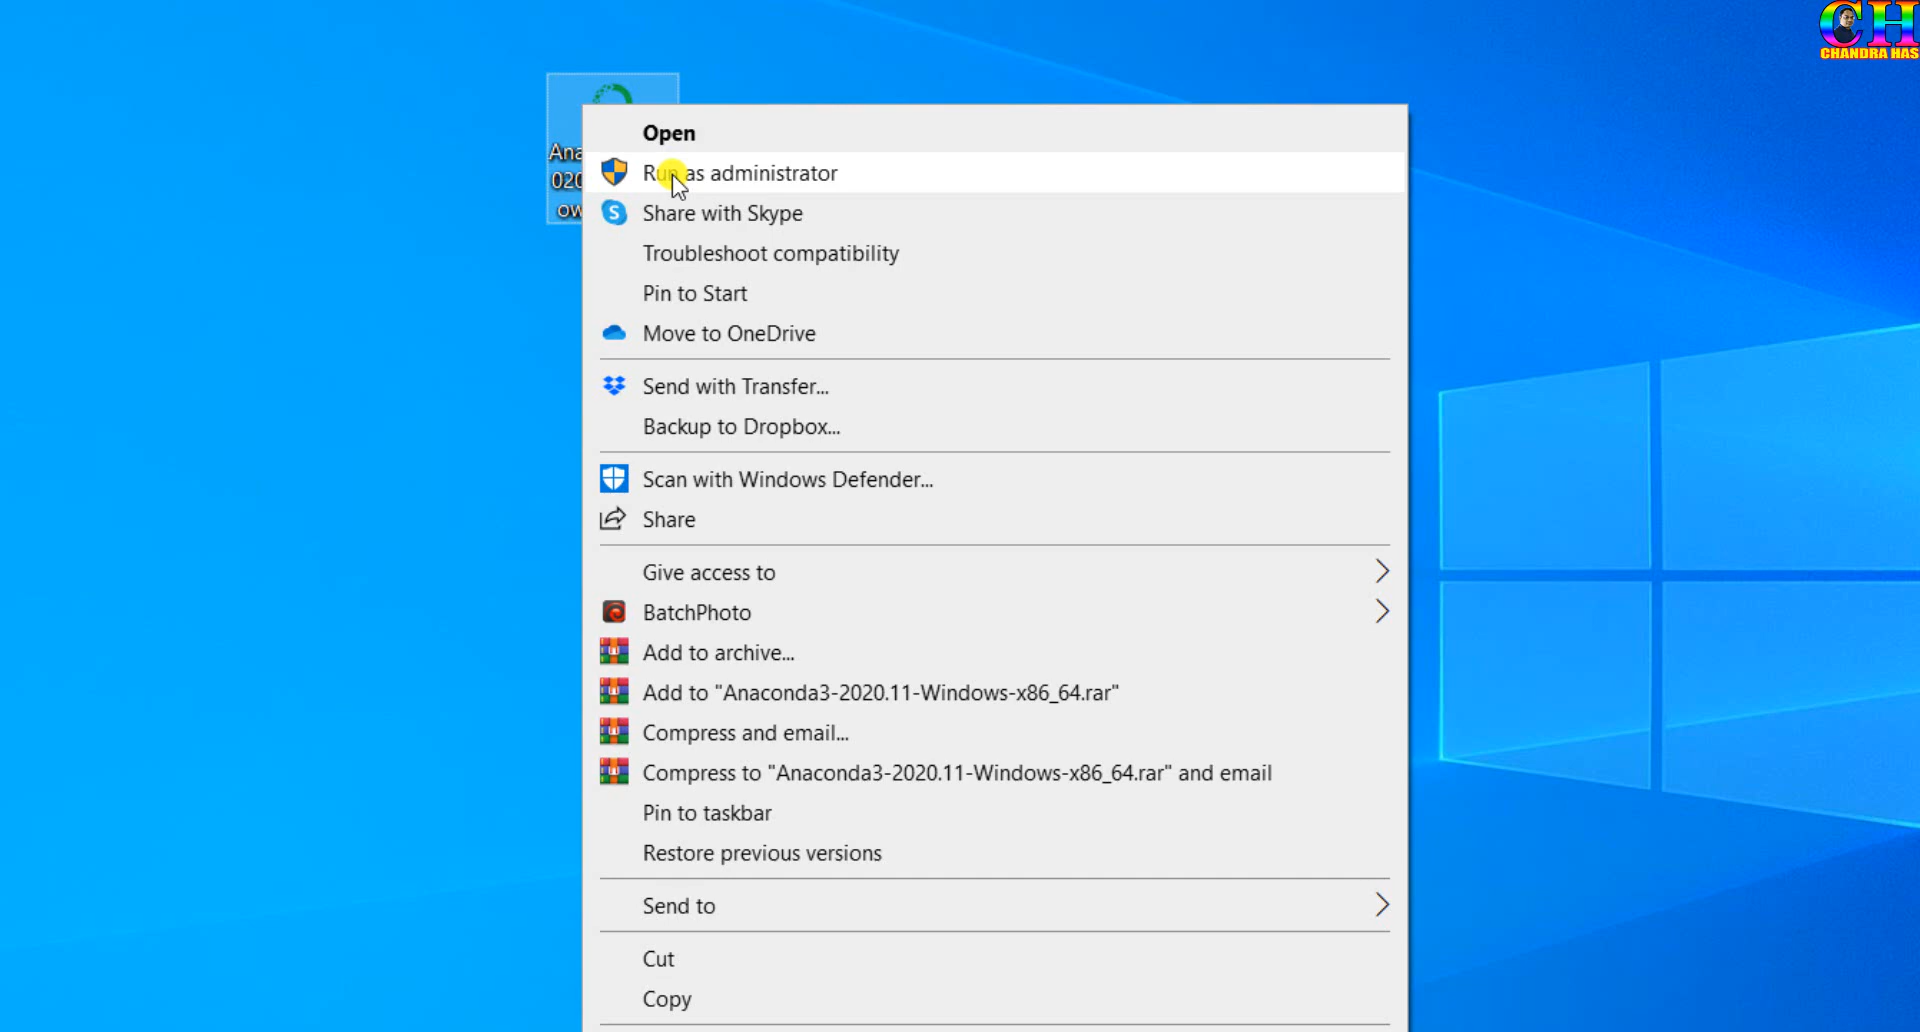 CH
CHANDRA HAS
Open
Run as administrator
Share with Skype
Troubleshoot compatibility
Pin to Start
Move to OneDrive
Send with Transfer...
Backup to Dropbox...
Scan with Windows Defender...
Share
Give access to
BatchPhoto
Add to archive...
Add to "Anaconda3-2020.11-Windows-x86_64.rar"
Compress and email...
Compress to "Anaconda3-2020.11-Windows-x86_64.rar" and email
Pin to taskbar
Restore previous versions
Send to
Cut
Copy